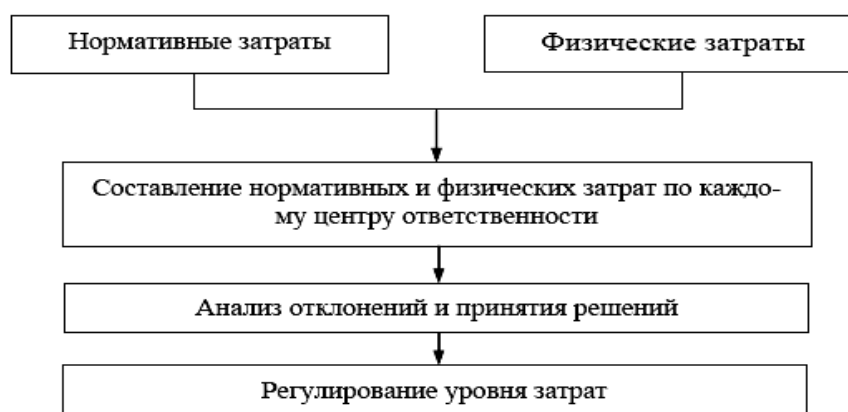 Нормативные затраты
Физические затраты
Составление нормативных и физических затрат по каждо-
му центру ответственности
Анализ отклонений и принятия решений
Регулирование уровня затрат